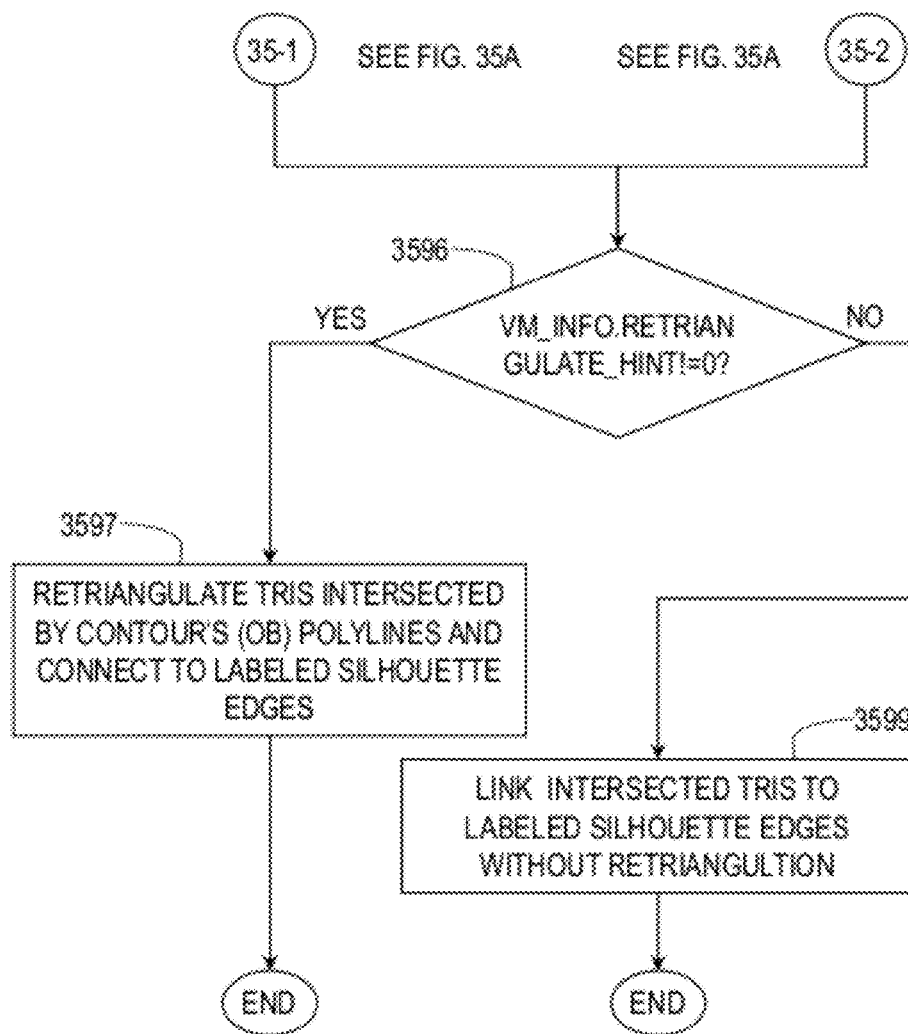 35-1 SEE FIG. 35A SEE FIG. 35A 35-2
3596
YES
VM_INFO.RETRIAN
GULATE_HINT!=0?
NO
3597
RETRIANGULATE TRIS INTERSECTED
BY CONTOUR'S (OB) POLYLINES AND
CONNECT TO LABELED SILHOUETTE
EDGES
3599
LINK INTERSECTED TRIS TO
LABELED SILHOUETTE EDGES
WITHOUT RETRIANGULTION
END
END